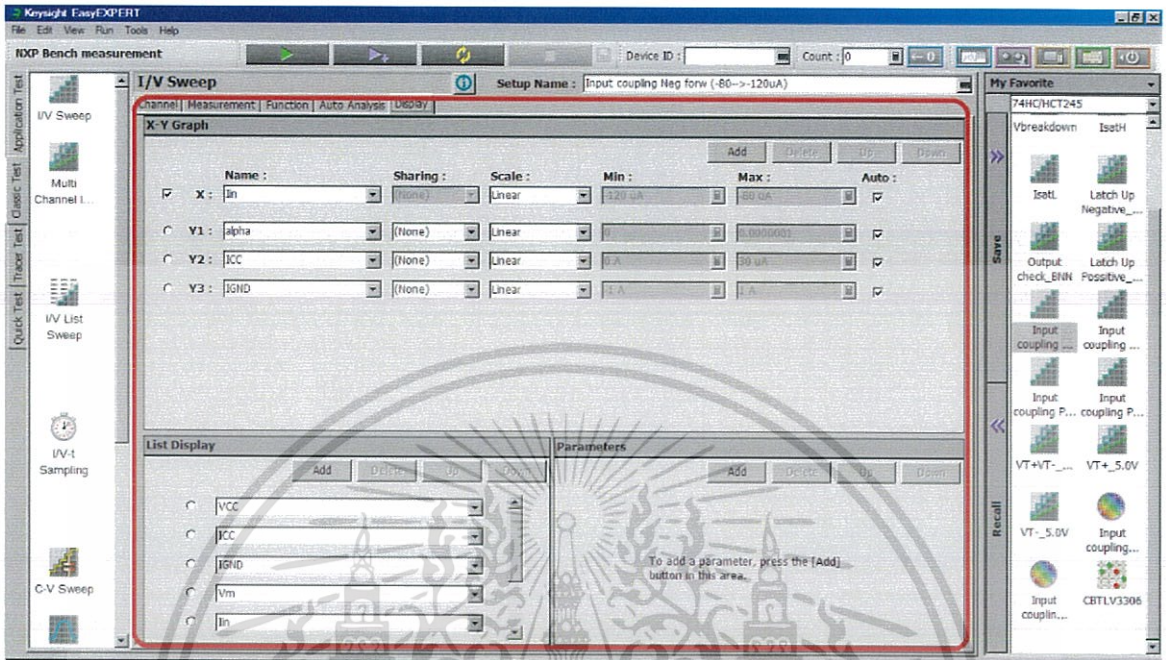 Keysight EasyEXPERT
File Edit View Run Tools Help
NXP Bench measurement
Device ID :
Count : 0
I/V Sweep
Setup Name : Input coupling Neg forw (-80-->-120uA)
Channel Measurement Function Auto Analysis Display
X-Y Graph
Add Delete Up Down
Name : Sharing : Scale : Min : Max : Auto :
X : Iin (None) Linear -120 uA -80 uA
Y1 : alpha (None) Linear 0 0.0000001
Y2 : ICC (None) Linear 0 A 30 uA
Y3 : IGND (None) Linear -1 A 1 A
List Display
Add Delete Up Down
VCC
ICC
IGND
Vm
Iin
Parameters
Add Delete Up Down
To add a parameter, press the [Add]
button in this area.
Application Test
Classic Test
Tracer Test
Quick Test
I/V Sweep
Multi
Channel I...
I/V List
Sweep
I/V-t
Sampling
C-V Sweep
Save
Recall
My Favorite
74HC/HCT245
Vbreakdown IsatH
IsatL Latch Up
Negative_...
Output Latch Up
check_BNN Possitive_...
Input Input
coupling ... coupling ...
Input Input
coupling P... coupling P...
VT+VT-_... VT+_5.0V
VT-_5.0V Input
coupling...
Input CBTLV3306
couplin...